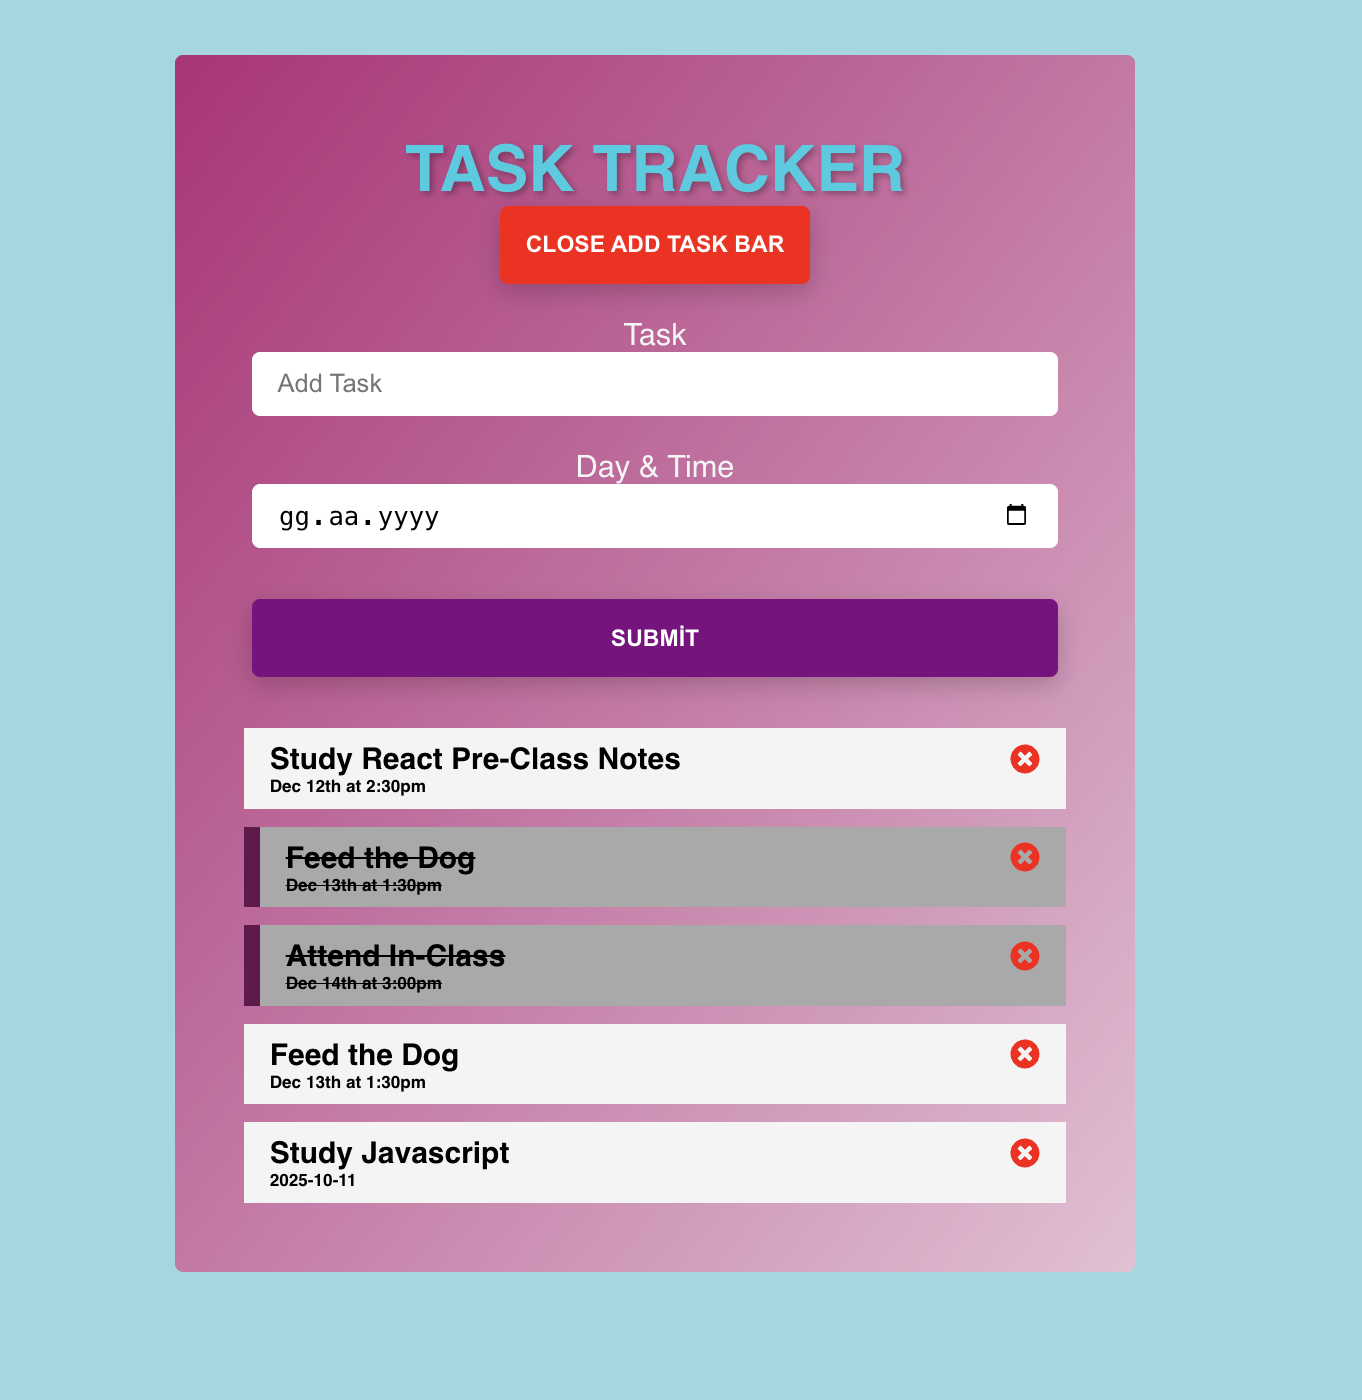 TASK TRACKER
CLOSE ADD TASK BAR
Task
Add Task
Day & Time
gg.aa.yyyy
SUBMİT
Study React Pre-Class Notes
Dec 12th at 2:30pm
Feed the Dog
Dec 13th at 1:30pm
Attend In-Class
Dec 14th at 3:00pm
Feed the Dog
Dec 13th at 1:30pm
Study Javascript
2025-10-11